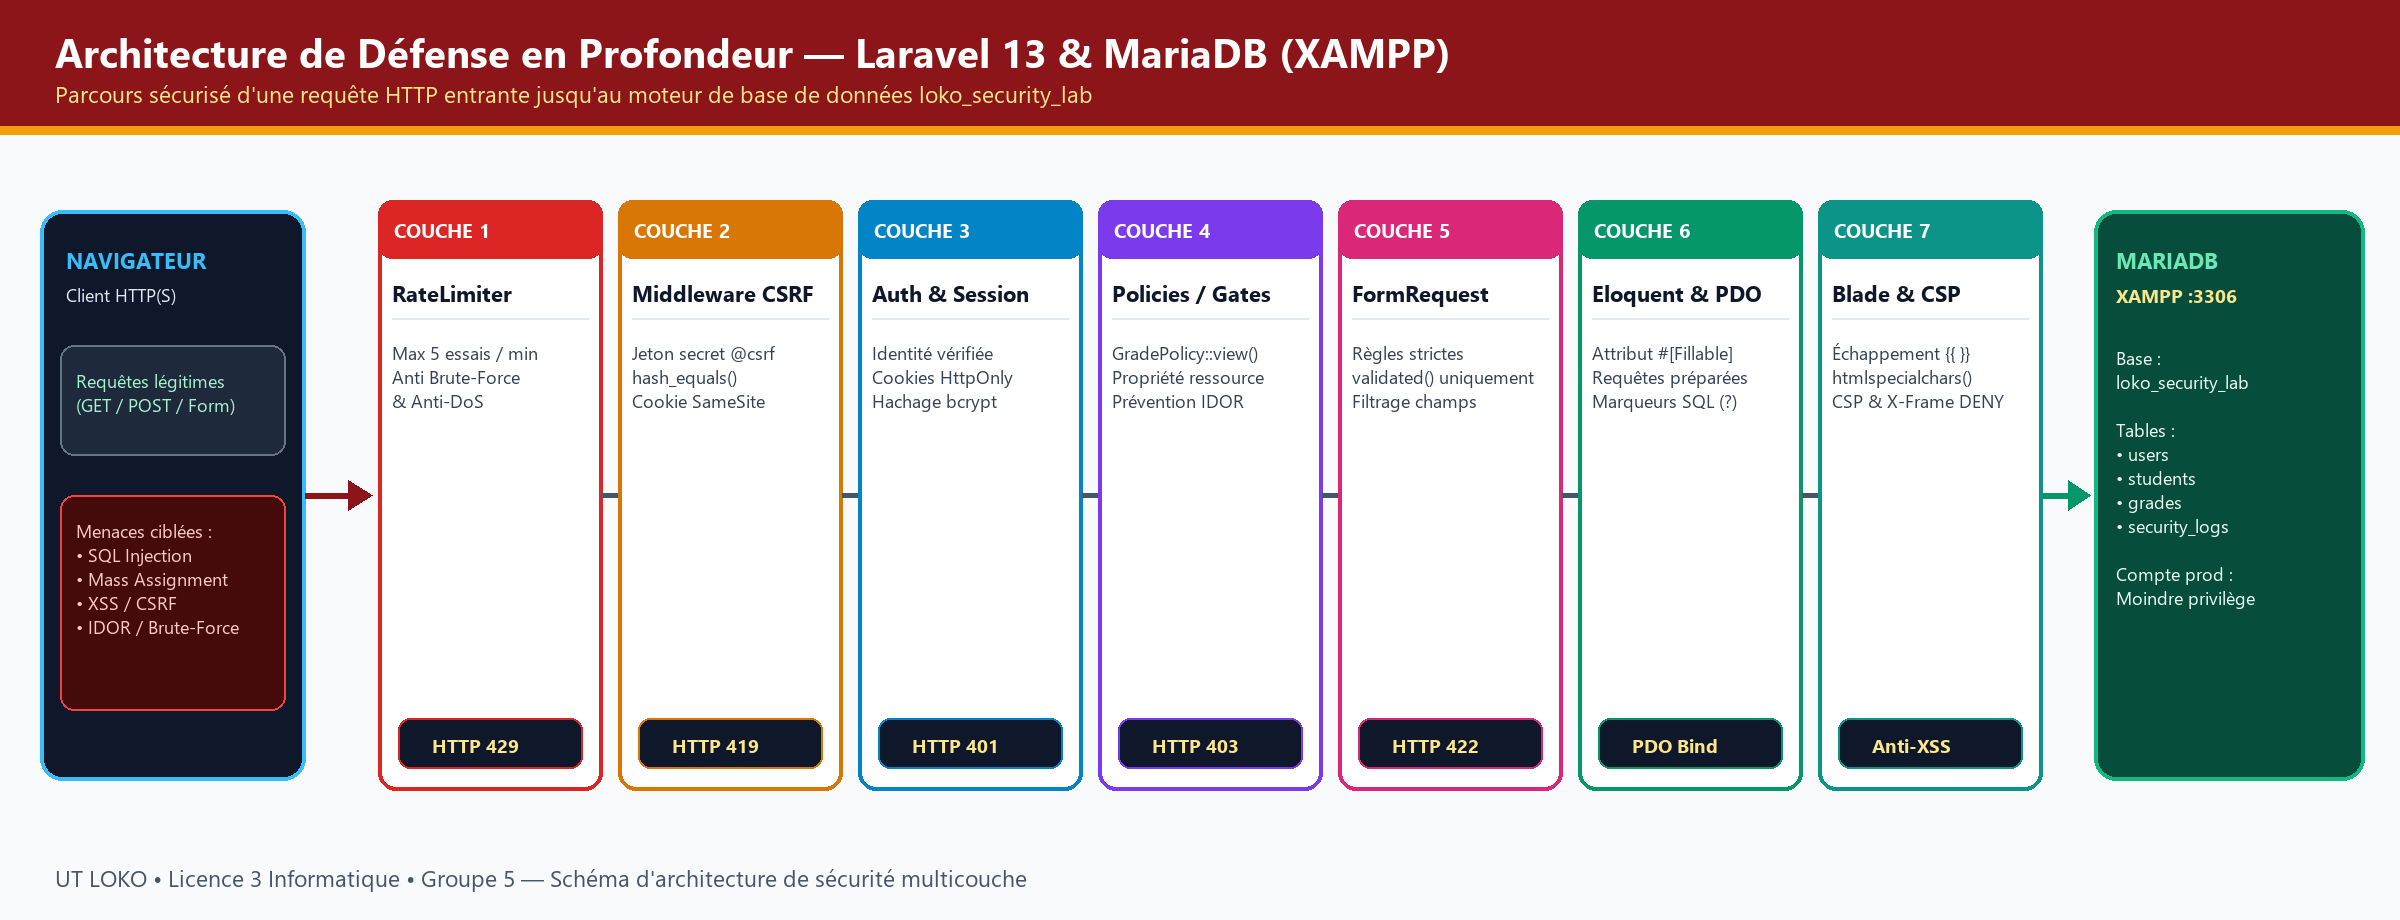 Architecture de Défense en Profondeur — Laravel 13 & MariaDB (XAMPP)
Parcours sécurisé d'une requête HTTP entrante jusqu'au moteur de base de données loko_security_lab
NAVIGATEUR
Client HTTP(S)
Requêtes légitimes
(GET / POST / Form)
Menaces ciblées :
• SQL Injection
• Mass Assignment
• XSS / CSRF
• IDOR / Brute-Force
COUCHE 1
RateLimiter
Max 5 essais / min
Anti Brute-Force
& Anti-DoS
HTTP 429
COUCHE 2
Middleware CSRF
Jeton secret @csrf
hash_equals()
Cookie SameSite
HTTP 419
COUCHE 3
Auth & Session
Identité vérifiée
Cookies HttpOnly
Hachage bcrypt
HTTP 401
COUCHE 4
Policies / Gates
GradePolicy::view()
Propriété ressource
Prévention IDOR
HTTP 403
COUCHE 5
FormRequest
Règles strictes
validated() uniquement
Filtrage champs
HTTP 422
COUCHE 6
Eloquent & PDO
Attribut #[Fillable]
Requêtes préparées
Marqueurs SQL (?)
PDO Bind
COUCHE 7
Blade & CSP
Échappement {{ }}
htmlspecialchars()
CSP & X-Frame DENY
Anti-XSS
MARIADB
XAMPP :3306
Base :
loko_security_lab
Tables :
• users
• students
• grades
• security_logs
Compte prod :
Moindre privilège
UT LOKO • Licence 3 Informatique • Groupe 5 — Schéma d'architecture de sécurité multicouche